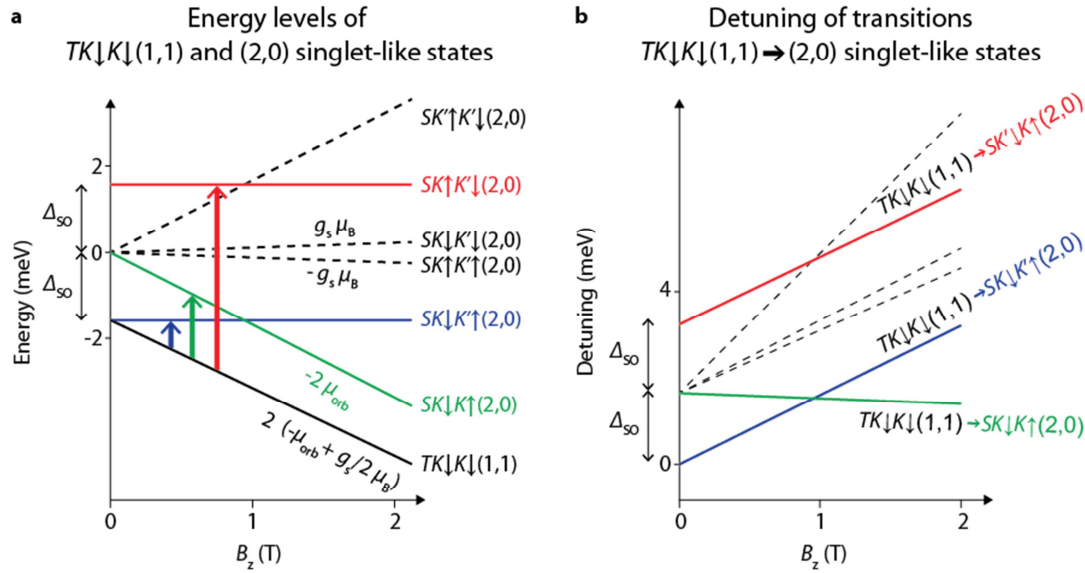 a
Energy levels of
TK↓K↓(1,1) and (2,0) singlet-like states
Energy (meV)
2
0
-2
Δ_SO
Δ_SO
SK'↑K'↓(2,0)
SK↑K'↓(2,0)
g_s μ_B
SK↓K'↓(2,0)
-g_s μ_B
SK↑K'↑(2,0)
SK↓K'↑(2,0)
-2 μ_orb
SK↓K↑(2,0)
2 (-μ_orb + g_s/2 μ_B)
TK↓K↓(1,1)
0
1
2
B_z (T)
b
Detuning of transitions
TK↓K↓(1,1)➔(2,0) singlet-like states
Detuning (meV)
4
0
Δ_SO
Δ_SO
TK↓K↓(1,1)→SK'↓K↑(2,0)
TK↓K↓(1,1)→SK↓K'↑(2,0)
TK↓K↓(1,1)→SK↓K↑(2,0)
0
1
2
B_z (T)